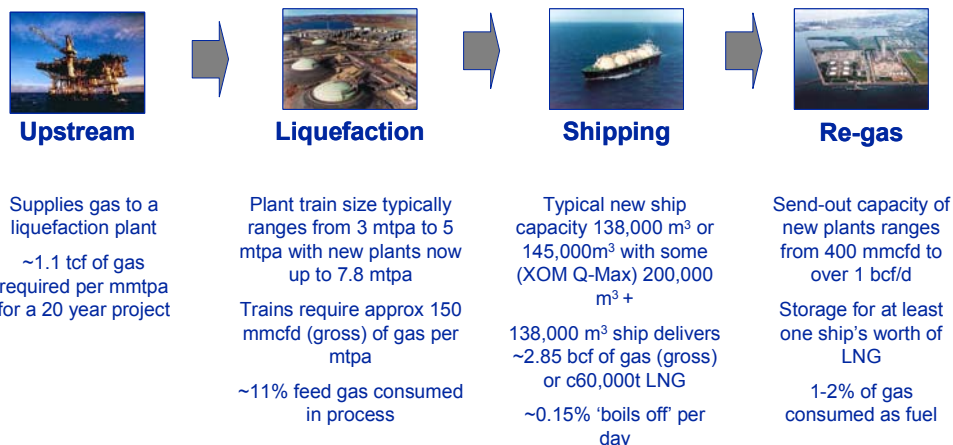 Upstream
Supplies gas to a
liquefaction plant
~1.1 tcf of gas
required per mmtpa
for a 20 year project
Liquefaction
Plant train size typically
ranges from 3 mtpa to 5
mtpa with new plants now
up to 7.8 mtpa
Trains require approx 150
mmcfd (gross) of gas per
mtpa
~11% feed gas consumed
in process
Shipping
Typical new ship
capacity 138,000 m³ or
145,000m³ with some
(XOM Q-Max) 200,000
m³ +
138,000 m³ ship delivers
~2.85 bcf of gas (gross)
or c60,000t LNG
~0.15% ‘boils off’ per
day
Re-gas
Send-out capacity of
new plants ranges
from 400 mmcfd to
over 1 bcf/d
Storage for at least
one ship’s worth of
LNG
1-2% of gas
consumed as fuel